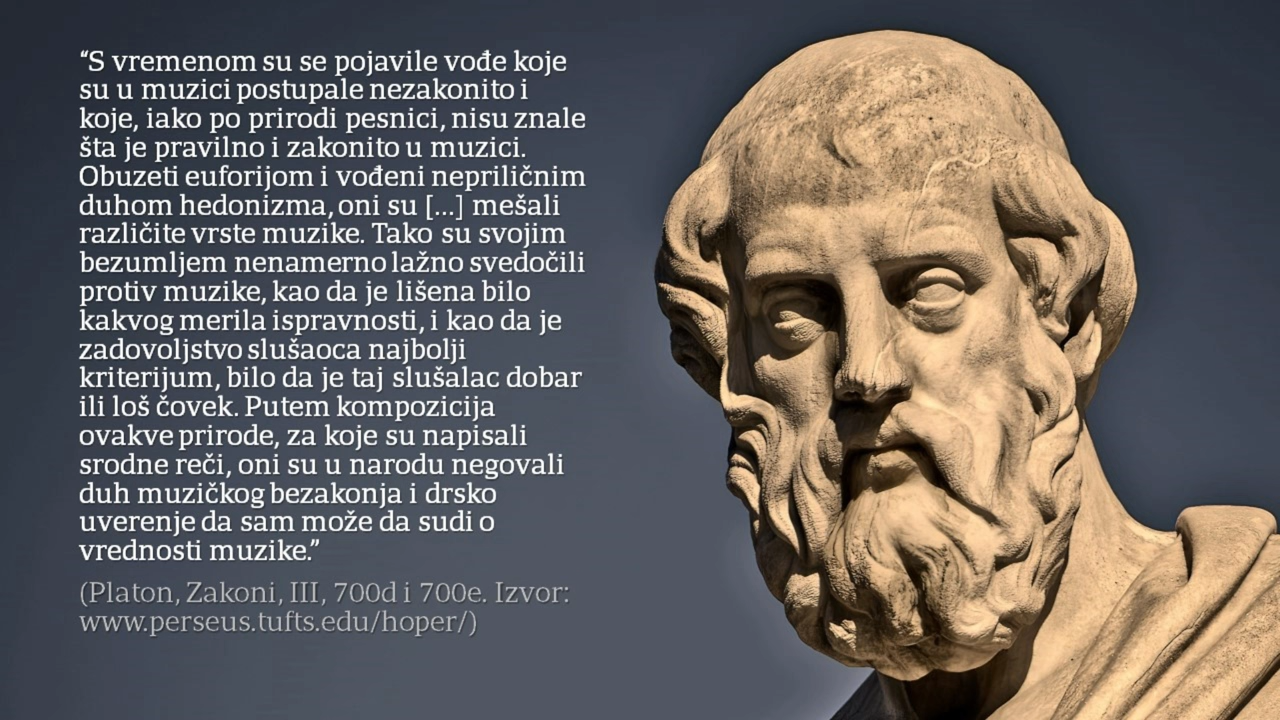 “S vremenom su se pojavile vođe koje
su u muzici postupale nezakonito i
koje, iako po prirodi pesnici, nisu znale
šta je pravilno i zakonito u muzici.
Obuzeti euforijom i vođeni nepriličnim
duhom hedonizma, oni su [...] mešali
različite vrste muzike. Tako su svojim
bezumljem nenamerno lažno svedočili
protiv muzike, kao da je lišena bilo
kakvog merila ispravnosti, i kao da je
zadovoljstvo slušaoca najbolji
kriterijum, bilo da je taj slušalac dobar
ili loš čovek. Putem kompozicija
ovakve prirode, za koje su napisali
srodne reči, oni su u narodu negovali
duh muzičkog bezakonja i drsko
uverenje da sam može da sudi o
vrednosti muzike.”
(Platon, Zakoni, III, 700d i 700e. Izvor:
www.perseus.tufts.edu/hoper/)